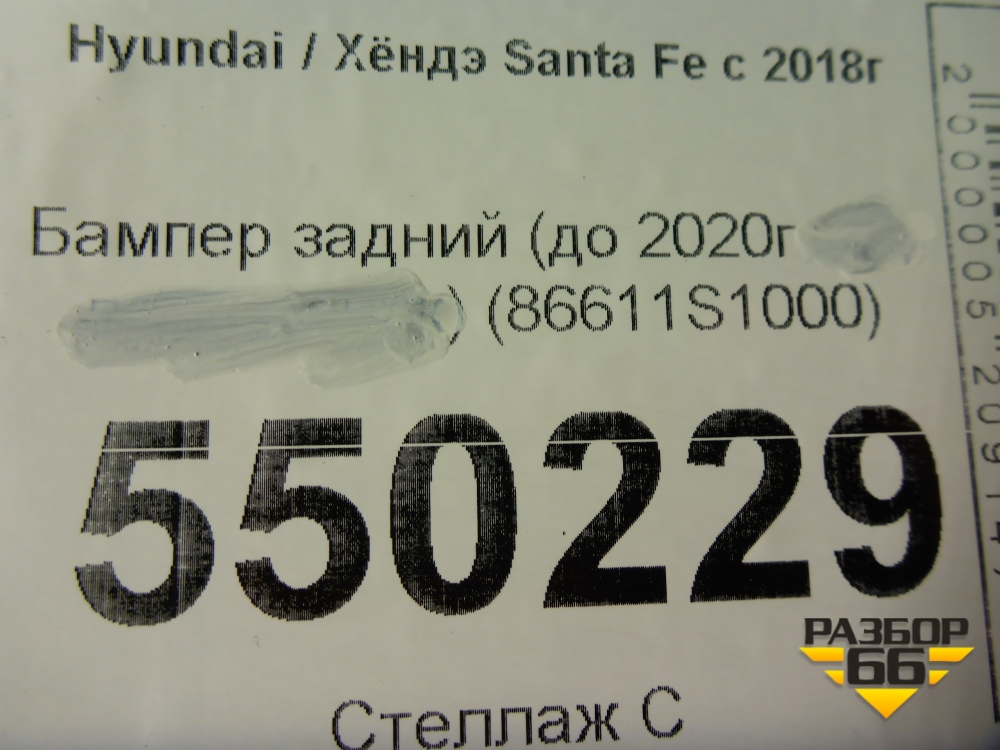 Hyundai / Хёндэ Santa Fe с 2018г
Бампер задний (до 2020г
) (86611S1000)
550229
Стеллаж С
РАЗБОР
66